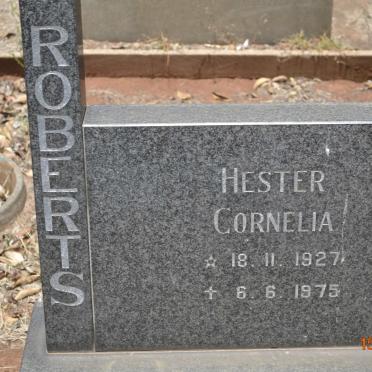 ROBERTS
HESTER
CORNELIA
☆ 18. 11. 1927
✝ 6. 6. 1975